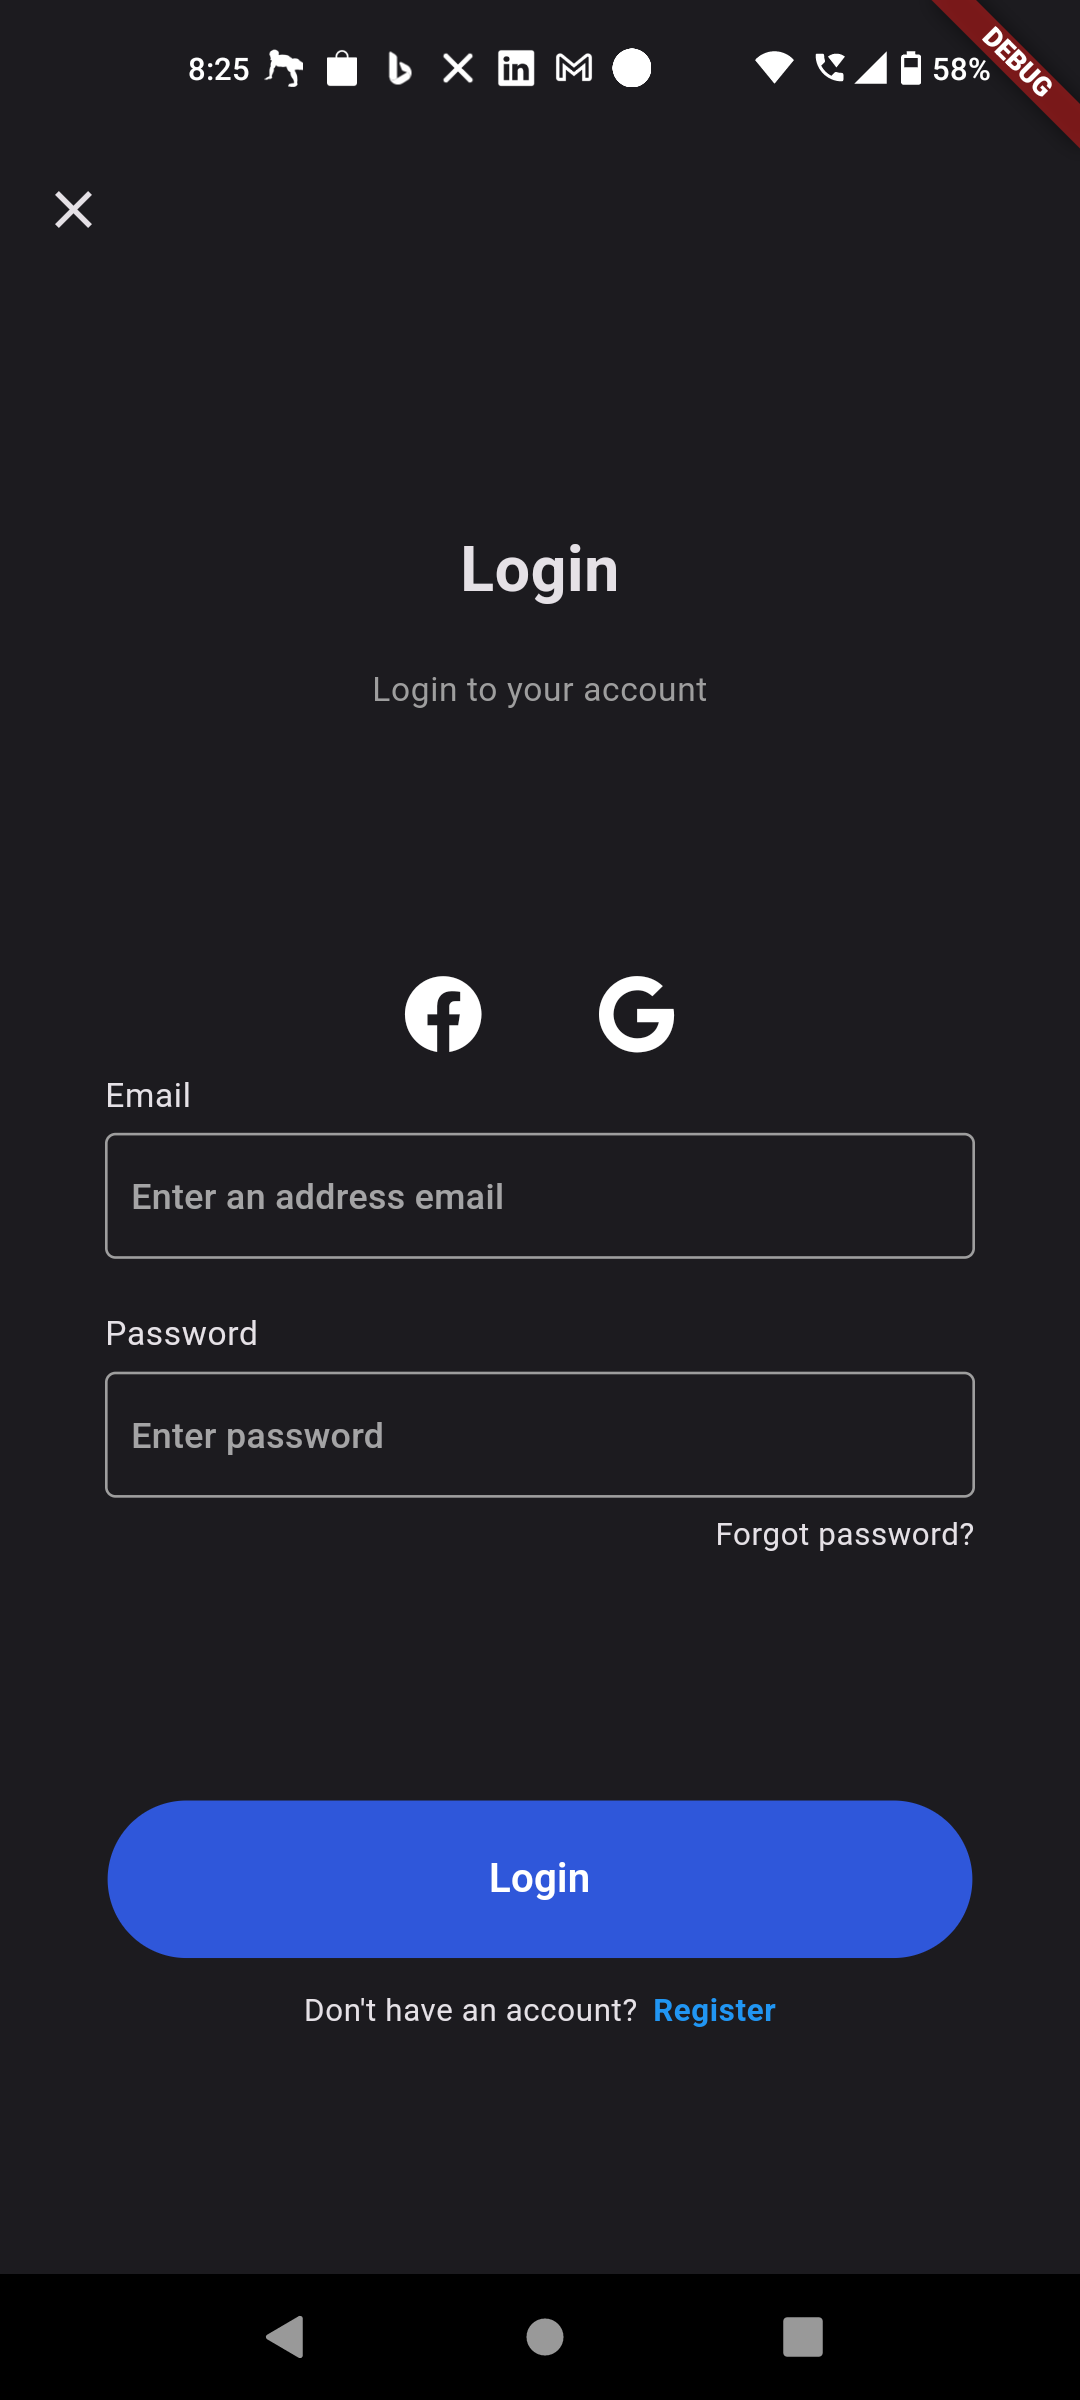 8:25
58%
DEBUG
Login
Login to your account
Email
Enter an address email
Password
Enter password
Forgot password?
Login
Don't have an account? Register